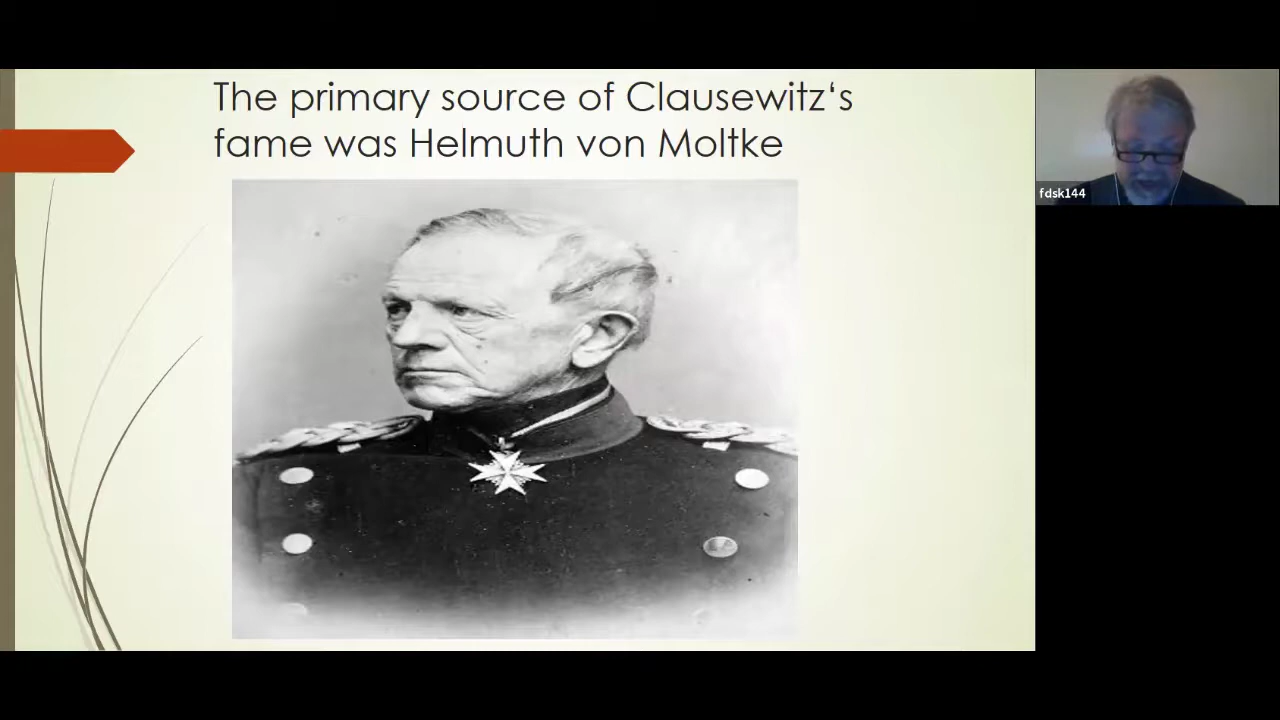 The primary source of Clausewitz‘s
fame was Helmuth von Moltke
fdsk144